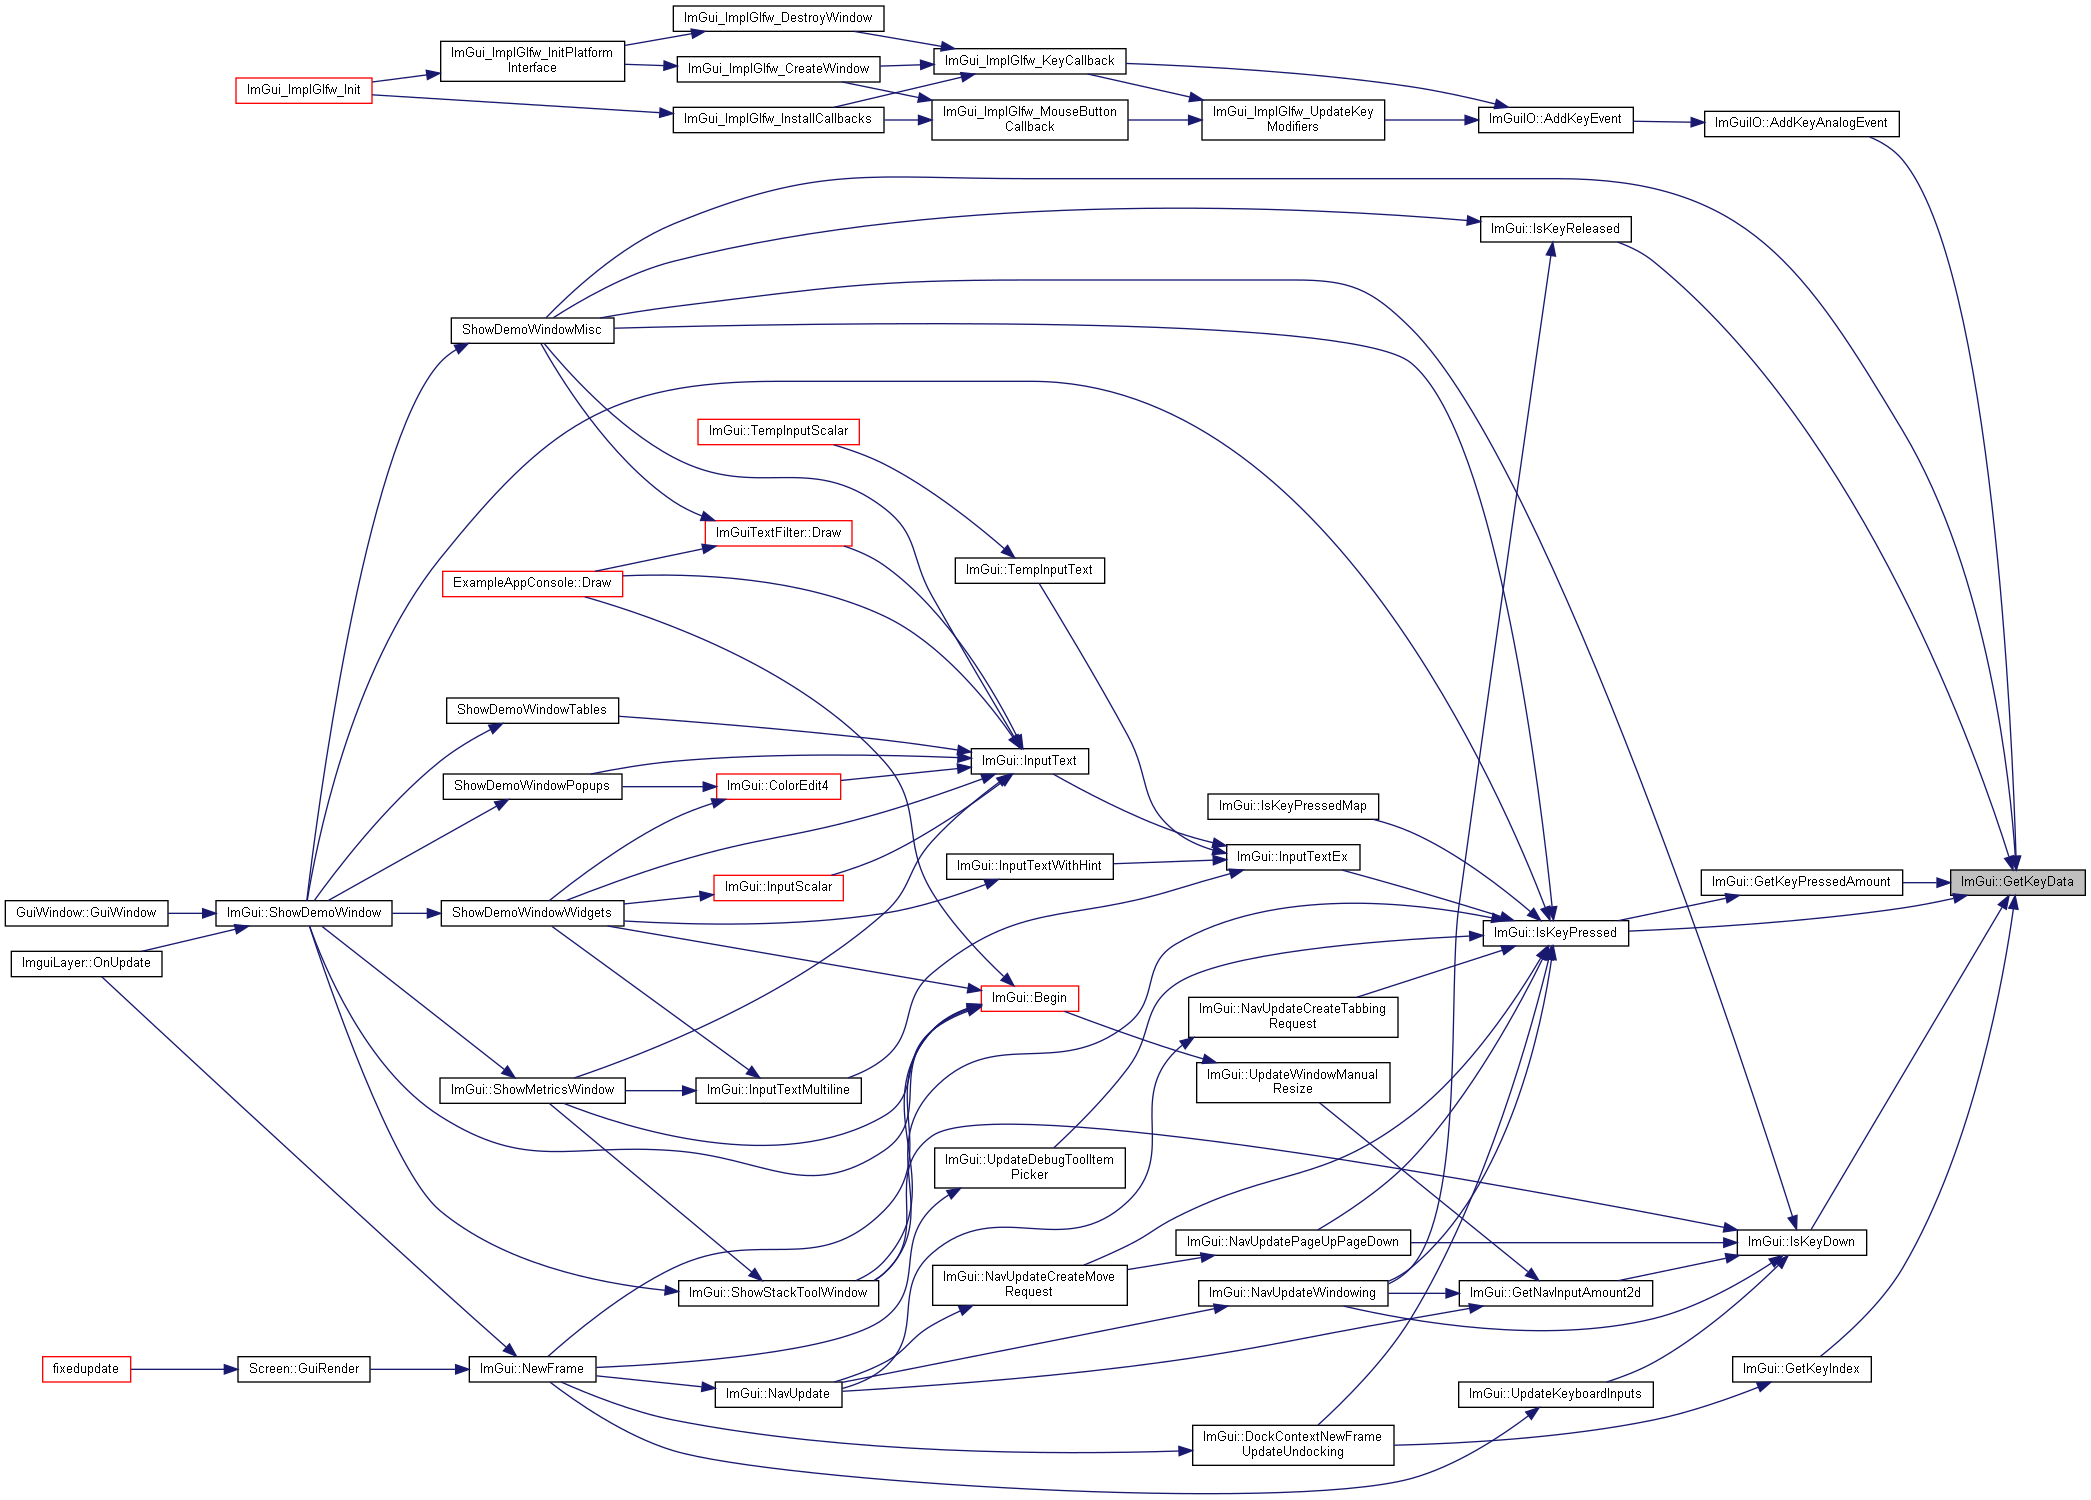 ImGui_ImplGlfw_DestroyWindow
ImGui_ImplGlfw_InitPlatform
Interface
ImGui_ImplGlfw_KeyCallback
ImGui_ImplGlfw_CreateWindow
ImGui_ImplGlfw_Init
ImGui_ImplGlfw_InstallCallbacks
ImGui_ImplGlfw_MouseButton
Callback
ImGui_ImplGlfw_UpdateKey
Modifiers
ImGuiIO::AddKeyEvent
ImGuiIO::AddKeyAnalogEvent
ImGui::IsKeyReleased
ShowDemoWindowMisc
ImGui::TempInputScalar
ImGuiTextFilter::Draw
ImGui::TempInputText
ExampleAppConsole::Draw
ShowDemoWindowTables
ImGui::InputText
ShowDemoWindowPopups
ImGui::ColorEdit4
ImGui::IsKeyPressedMap
ImGui::InputTextEx
ImGui::InputTextWithHint
ImGui::InputScalar
ImGui::GetKeyPressedAmount
ImGui::GetKeyData
GuiWindow::GuiWindow
ImGui::ShowDemoWindow
ShowDemoWindowWidgets
ImGui::IsKeyPressed
ImguiLayer::OnUpdate
ImGui::Begin
ImGui::NavUpdateCreateTabbing
Request
ImGui::UpdateWindowManual
Resize
ImGui::ShowMetricsWindow
ImGui::InputTextMultiline
ImGui::UpdateDebugToolItem
Picker
ImGui::NavUpdatePageUpPageDown
ImGui::IsKeyDown
ImGui::NavUpdateCreateMove
Request
ImGui::ShowStackToolWindow
ImGui::NavUpdateWindowing
ImGui::GetNavInputAmount2d
fixedupdate
Screen::GuiRender
ImGui::NewFrame
ImGui::GetKeyIndex
ImGui::NavUpdate
ImGui::UpdateKeyboardInputs
ImGui::DockContextNewFrame
UpdateUndocking